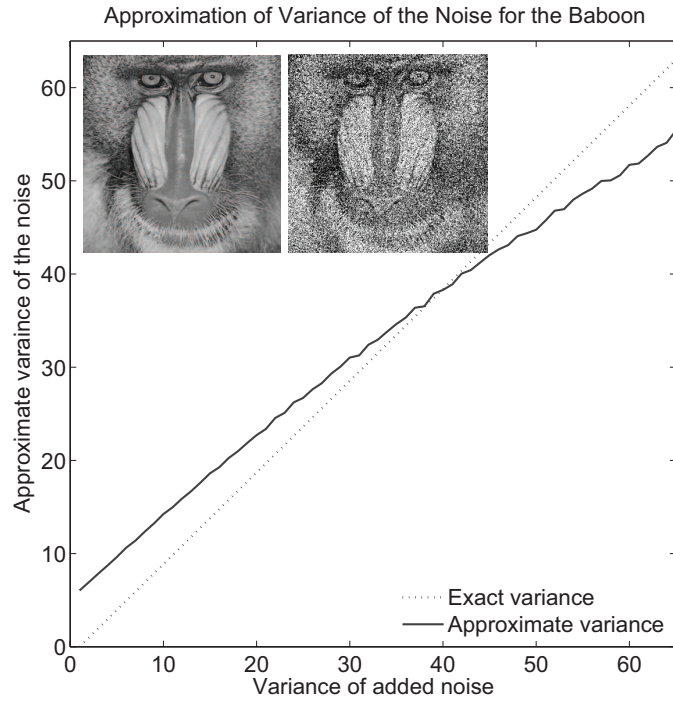 Approximation of Variance of the Noise for the Baboon
60
50
40
30
20
10
0
Approximate varaince of the noise
Exact variance
Approximate variance
0 10 20 30 40 50 60
Variance of added noise